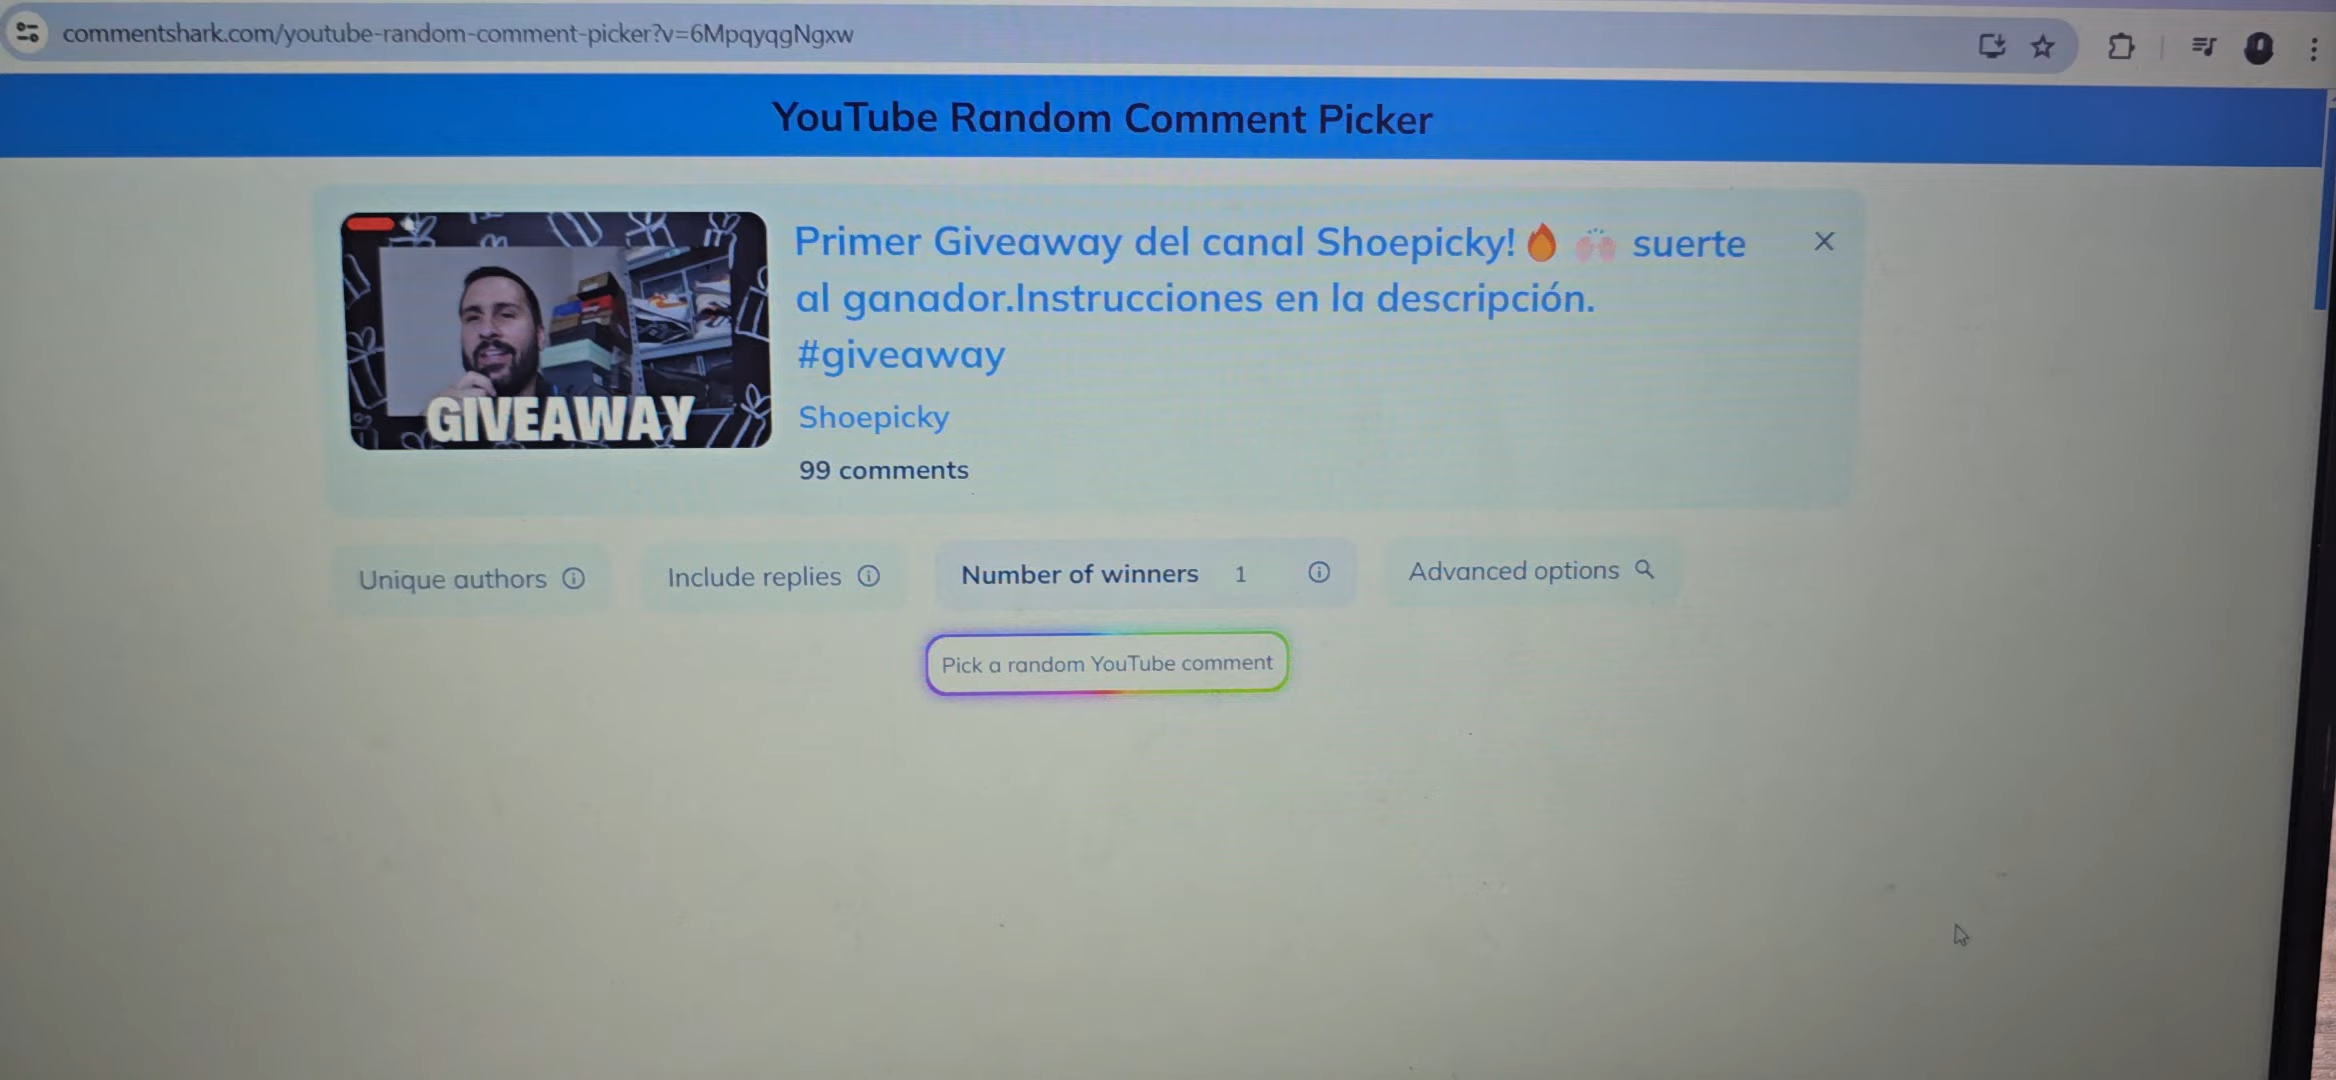 commentshark.com/youtube-random-comment-picker?v=6MpqyqgNgxw
YouTube Random Comment Picker
Primer Giveaway del canal Shoepicky!🔥 🙌🏻 suerte
al ganador.Instrucciones en la descripción.
#giveaway
GIVEAWAY
Shoepicky
99 comments
Unique authors
Include replies
Number of winners 1
Advanced options
Pick a random YouTube comment